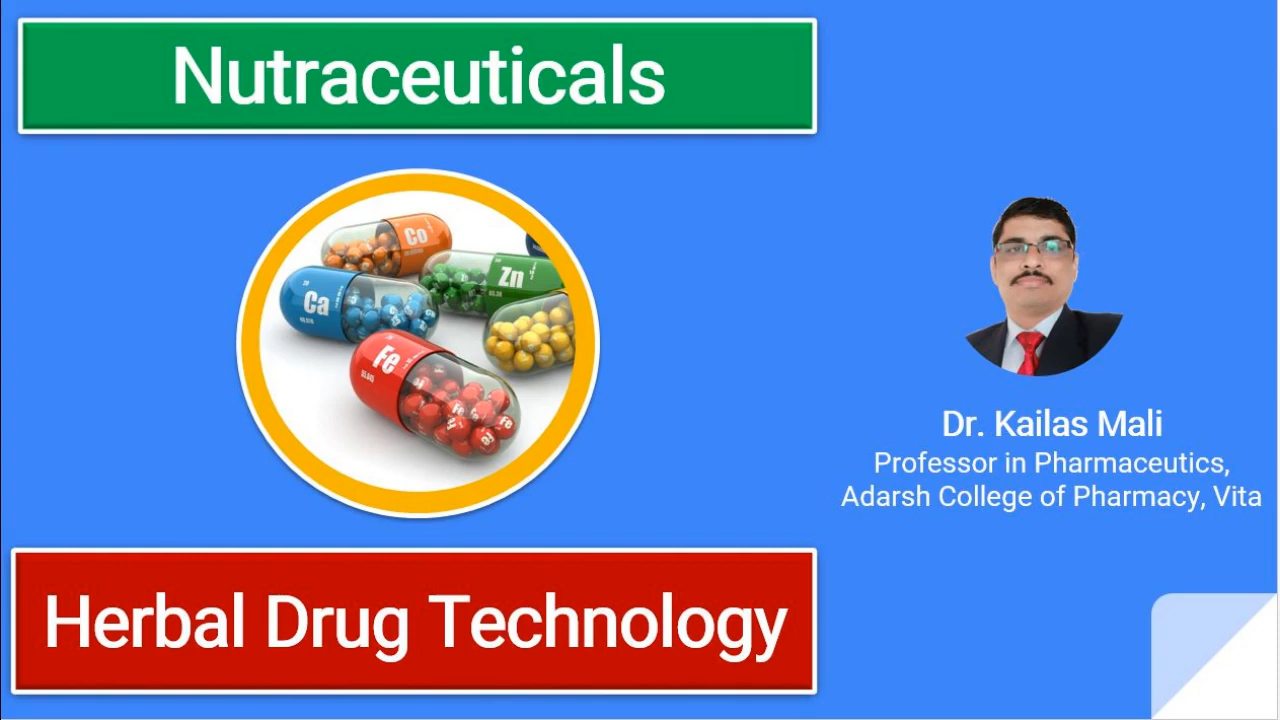 Nutraceuticals
Co
Zn
Ca
Fe
Dr. Kailas Mali
Professor in Pharmaceutics,
Adarsh College of Pharmacy, Vita
Herbal Drug Technology